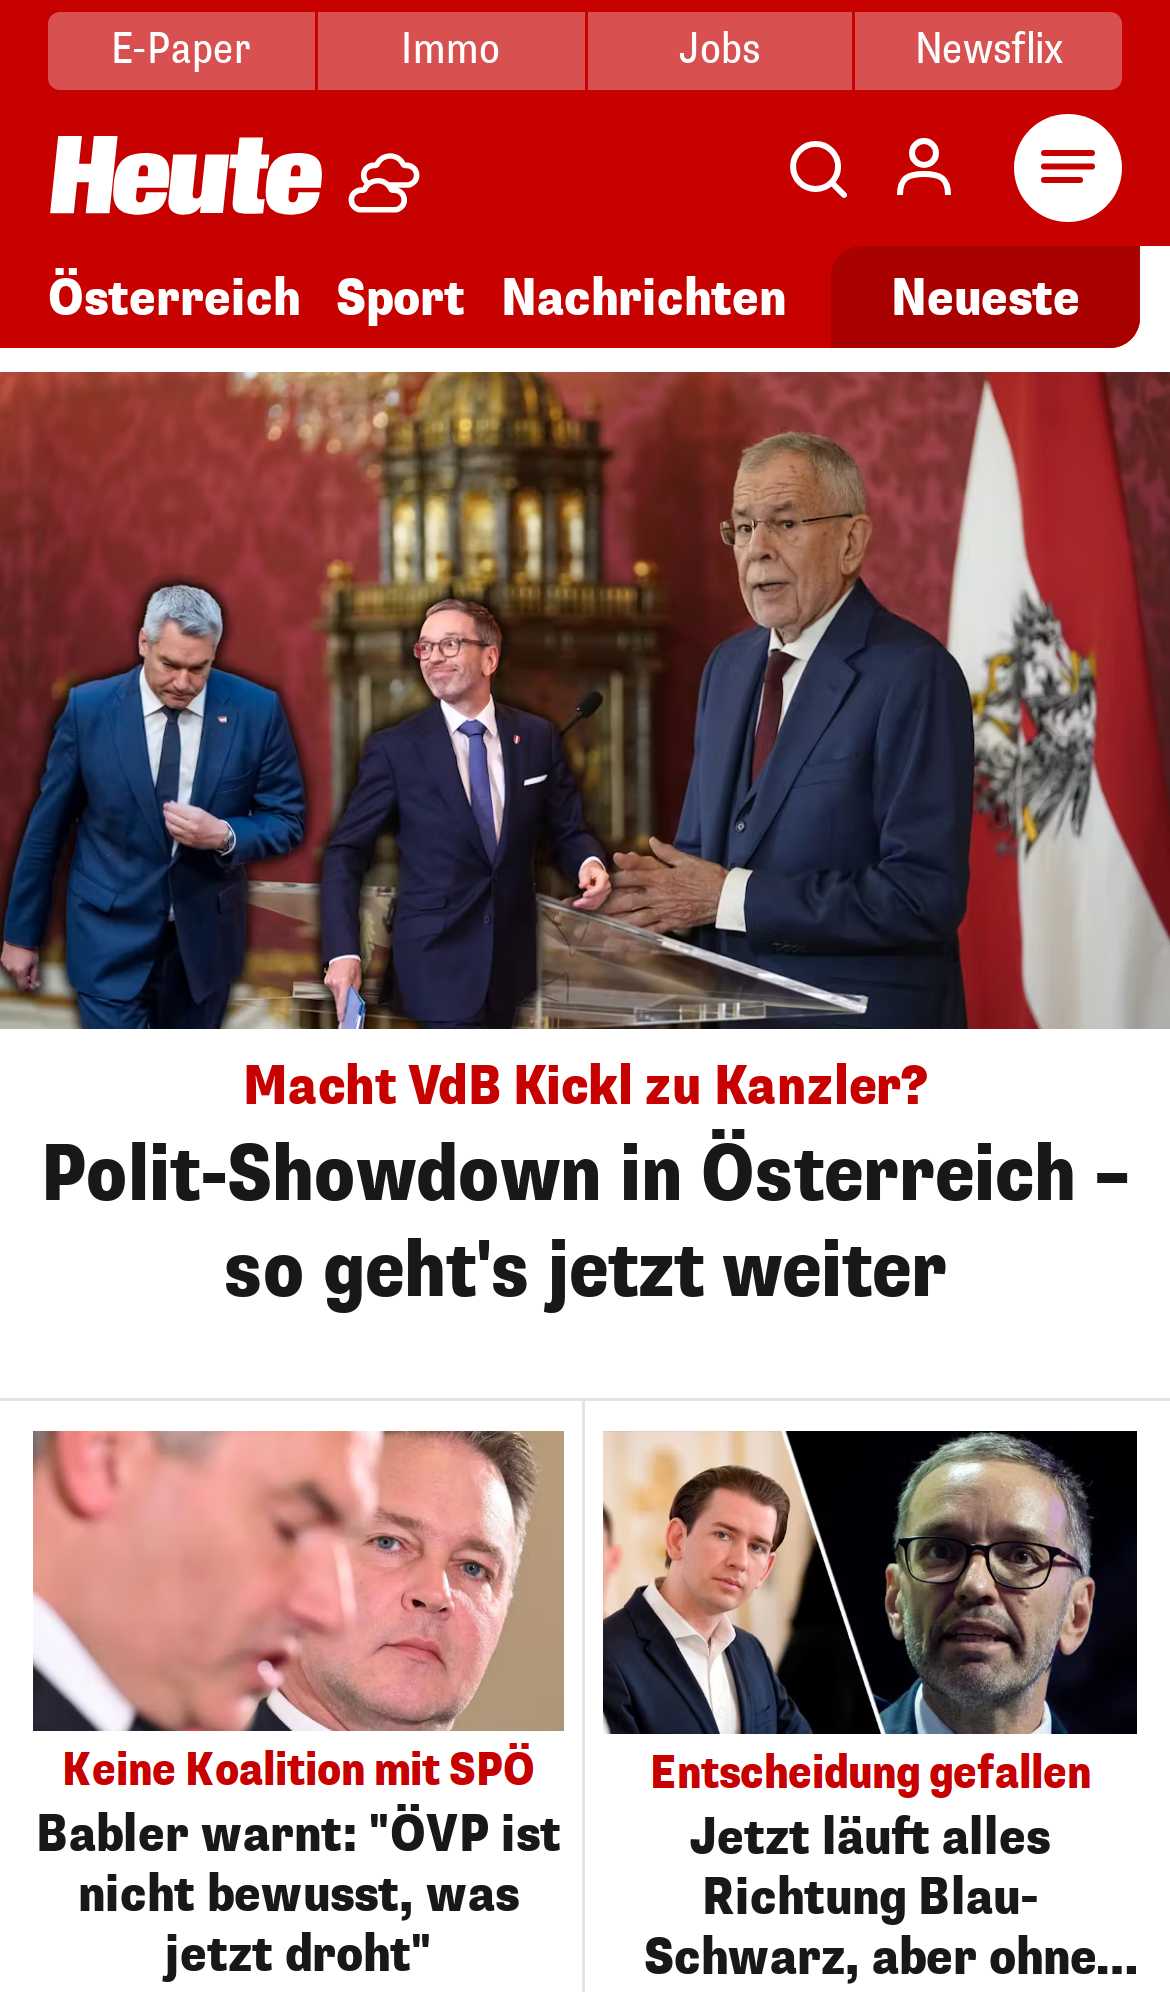 E-Paper Immo Jobs Newsflix
Heute
Österreich Sport Nachrichten Neueste
Macht VdB Kickl zu Kanzler?
Polit-Showdown in Österreich –
so geht's jetzt weiter
Keine Koalition mit SPÖ
Babler warnt: "ÖVP ist
nicht bewusst, was
jetzt droht"
Entscheidung gefallen
Jetzt läuft alles
Richtung Blau-
Schwarz, aber ohne...